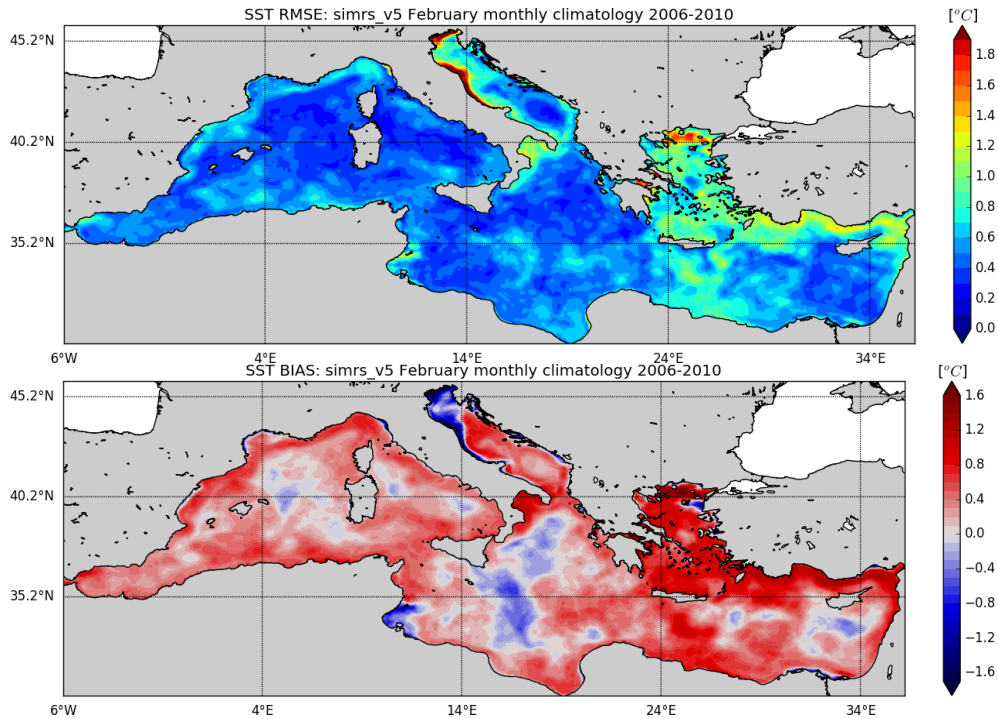 SST RMSE: simrs_v5 February monthly climatology 2006-2010
[°C]
45.2°N
40.2°N
35.2°N
6°W
4°E
14°E
24°E
34°E
1.8
1.6
1.4
1.2
1.0
0.8
0.6
0.4
0.2
0.0
SST BIAS: simrs_v5 February monthly climatology 2006-2010
[°C]
45.2°N
40.2°N
35.2°N
6°W
4°E
14°E
24°E
34°E
1.6
1.2
0.8
0.4
0.0
−0.4
−0.8
−1.2
−1.6